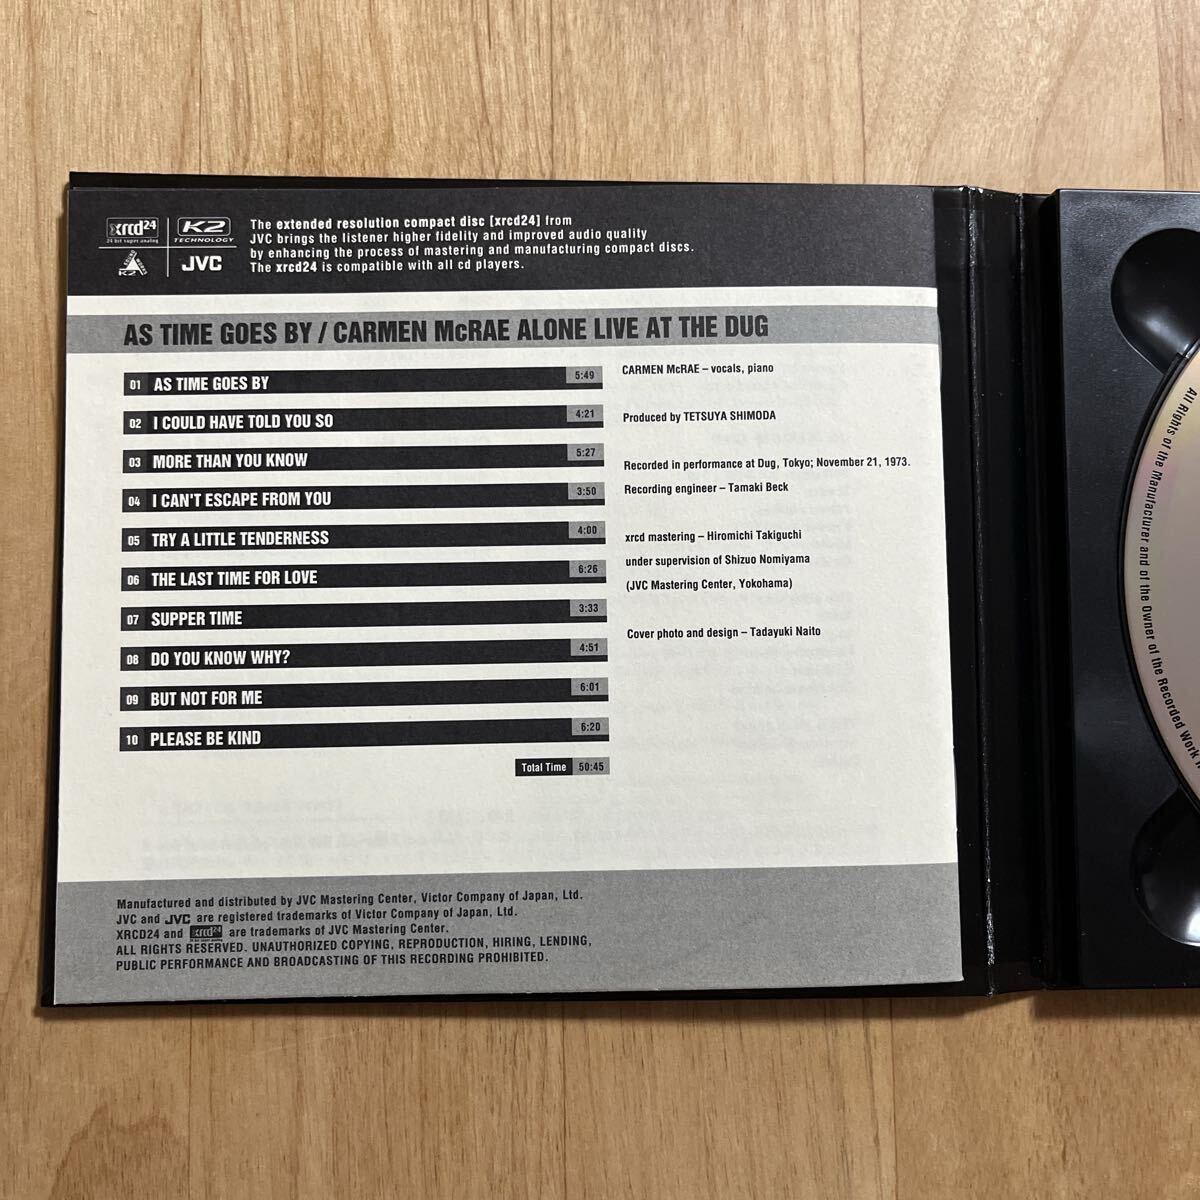 xrcd24
24 bit super analog
K2
TECHNOLOGY
K2
JVC
The extended resolution compact disc [xrcd24] from
JVC brings the listener higher fidelity and improved audio quality
by enhancing the process of mastering and manufacturing compact discs.
The xrcd24 is compatible with all cd players.
AS TIME GOES BY / CARMEN McRAE ALONE LIVE AT THE DUG
01 AS TIME GOES BY 5:49
02 I COULD HAVE TOLD YOU SO 4:21
03 MORE THAN YOU KNOW 5:27
04 I CAN'T ESCAPE FROM YOU 3:50
05 TRY A LITTLE TENDERNESS 4:00
06 THE LAST TIME FOR LOVE 6:26
07 SUPPER TIME 3:33
08 DO YOU KNOW WHY? 4:51
09 BUT NOT FOR ME 6:01
10 PLEASE BE KIND 6:20
Total Time 50:45
CARMEN McRAE – vocals, piano
Produced by TETSUYA SHIMODA
Recorded in performance at Dug, Tokyo; November 21, 1973.
Recording engineer – Tamaki Beck
xrcd mastering – Hiromichi Takiguchi
under supervision of Shizuo Nomiyama
(JVC Mastering Center, Yokohama)
Cover photo and design – Tadayuki Naito
Manufactured and distributed by JVC Mastering Center, Victor Company of Japan, Ltd.
JVC and JVC are registered trademarks of Victor Company of Japan, Ltd.
XRCD24 and xrcd24 are trademarks of JVC Mastering Center.
ALL RIGHTS RESERVED. UNAUTHORIZED COPYING, REPRODUCTION, HIRING, LENDING,
PUBLIC PERFORMANCE AND BROADCASTING OF THIS RECORDING PROHIBITED.
All Rights of the Manufacturer and of the Owner of the Recorded Work